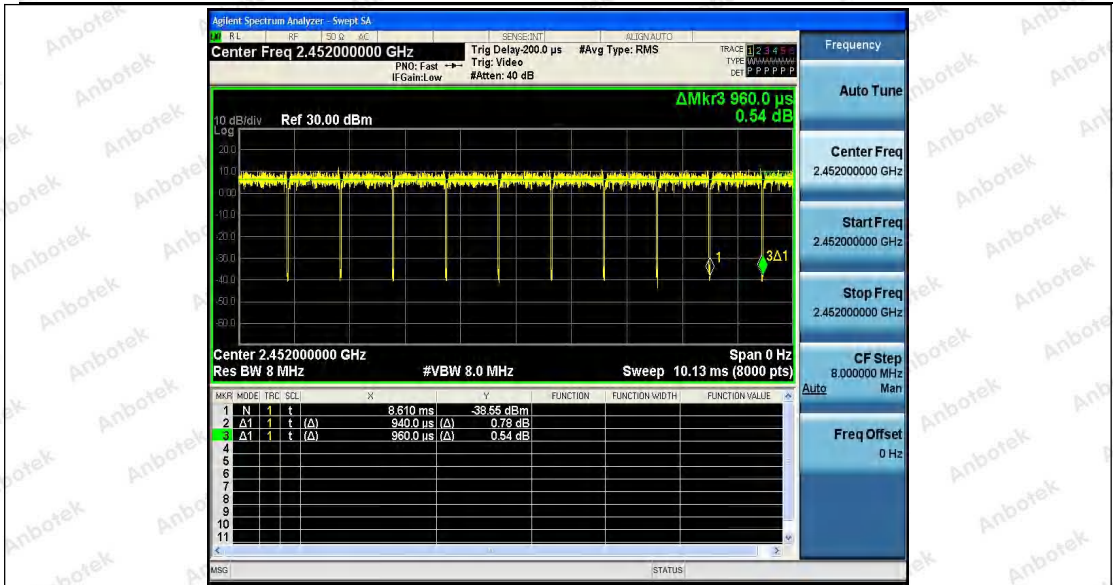 Agilent Spectrum Analyzer - Swept SA
RL RF 50 Ω AC SENSE:INT ALIGNAUTO
Center Freq 2.452000000 GHz
PNO: Fast
IFGain:Low
Trig Delay-200.0 µs
Trig: Video
#Atten: 40 dB
#Avg Type: RMS
TRACE 1 2 3 4 5 6
TYPE
DET P P P P P P
ΔMkr3 960.0 µs
0.54 dB
10 dB/div Ref 30.00 dBm
Log
20.0
10.0
0.00
-10.0
-20.0
-30.0
-40.0
-50.0
-60.0
1
3Δ1
Center 2.452000000 GHz Span 0 Hz
Res BW 8 MHz #VBW 8.0 MHz Sweep 10.13 ms (8000 pts)
MKR MODE TRC SCL X Y FUNCTION FUNCTION WIDTH FUNCTION VALUE
1 N 1 t 8.610 ms -38.55 dBm
2 Δ1 1 t (Δ) 940.0 µs (Δ) 0.78 dB
3 Δ1 1 t (Δ) 960.0 µs (Δ) 0.54 dB
4
5
6
7
8
9
10
11
MSG STATUS
Frequency
Auto Tune
Center Freq
2.452000000 GHz
Start Freq
2.452000000 GHz
Stop Freq
2.452000000 GHz
CF Step
8.000000 MHz
Auto Man
Freq Offset
0 Hz
Anbotek